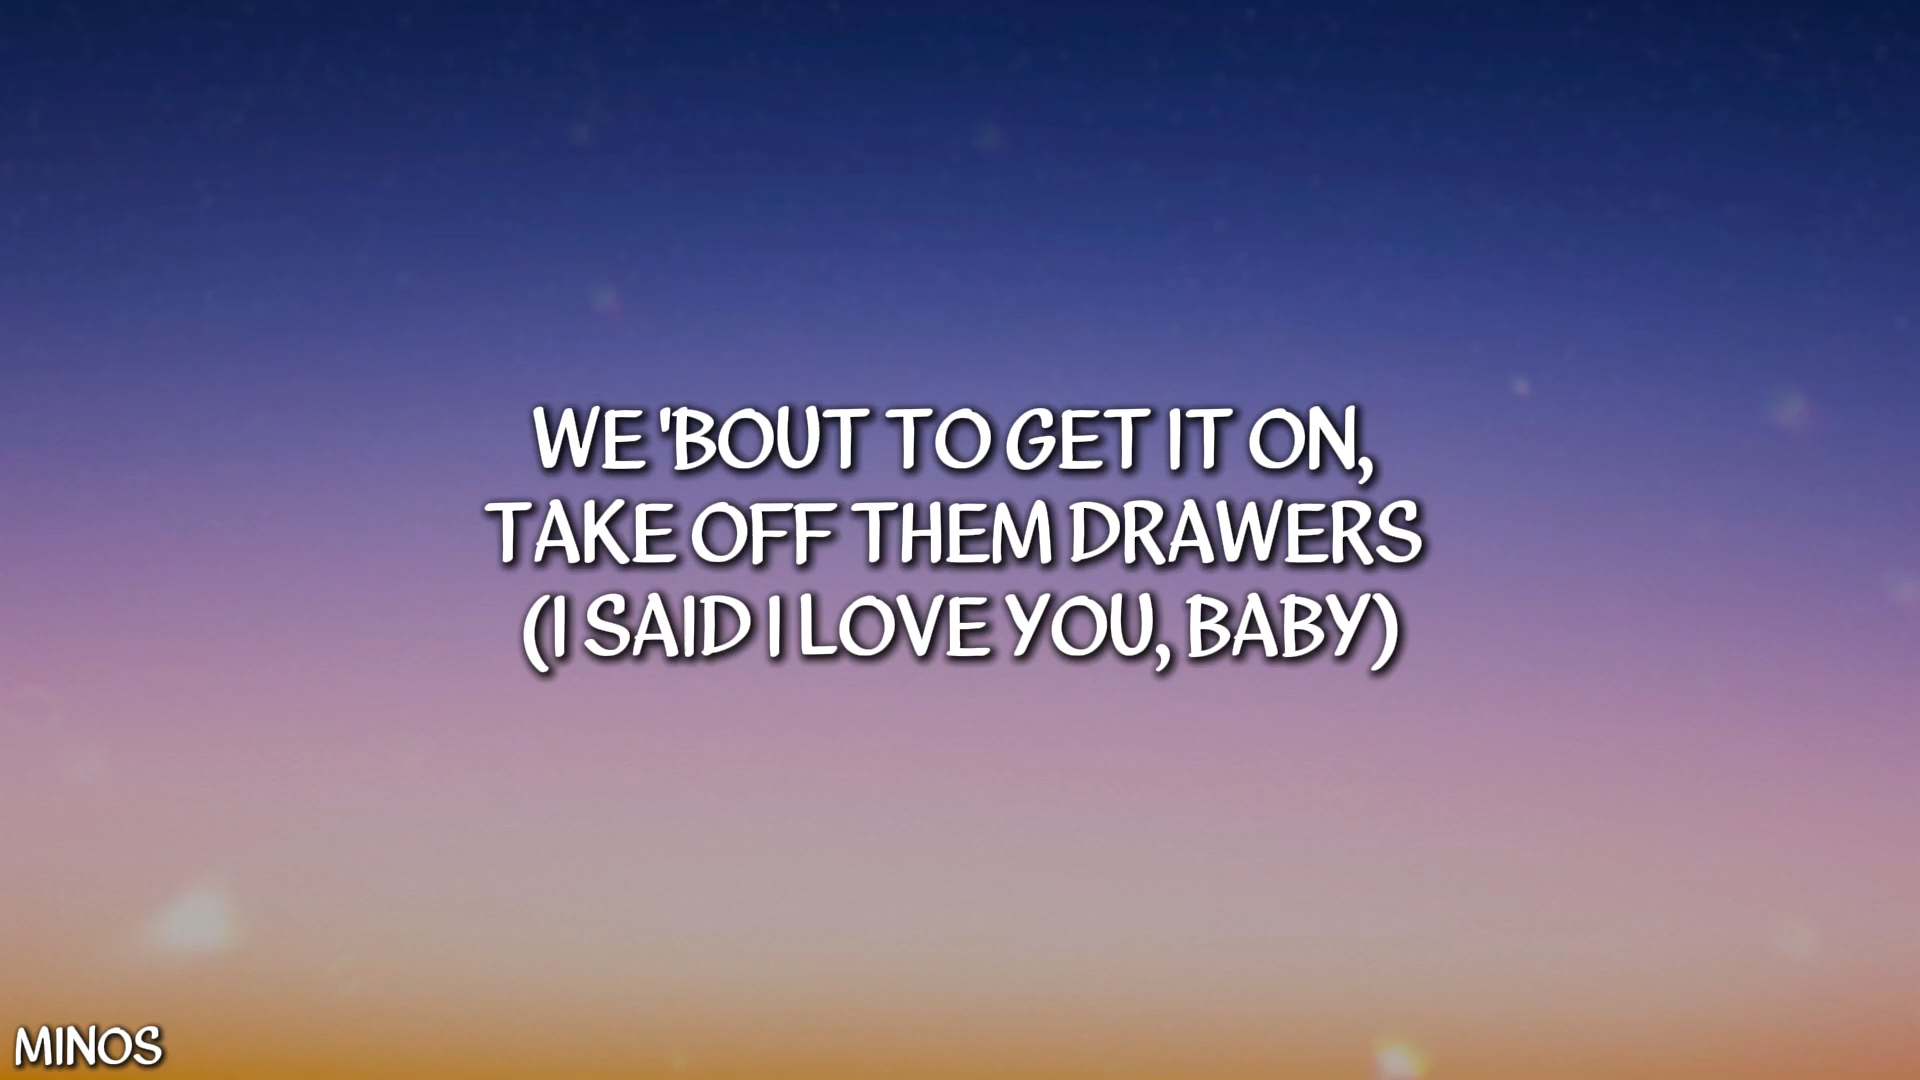 WE 'BOUT TO GET IT ON,
TAKE OFF THEM DRAWERS
(I SAID I LOVE YOU, BABY)
MINOS